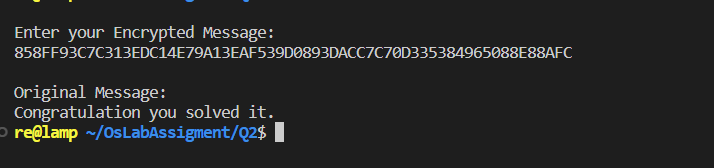 Enter your Encrypted Message:
858FF93C7C313EDC14E79A13EAF539D0893DACC7C70D335384965088E88AFC
Original Message:
Congratulation you solved it.
re@lamp ~/OsLabAssigment/Q2$